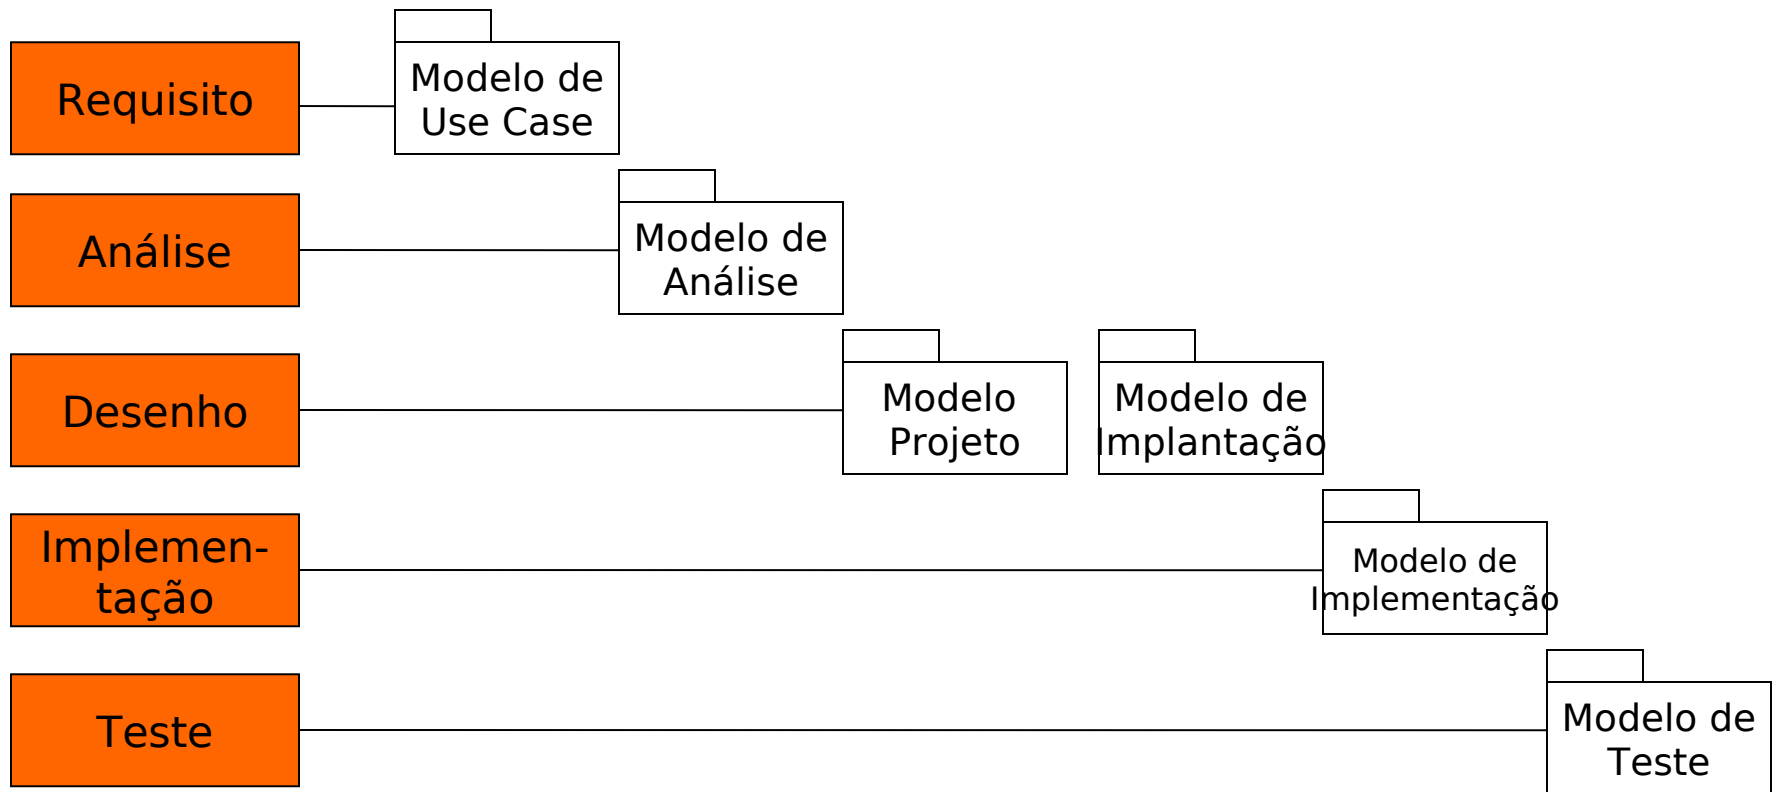 Requisito
Modelo de
Use Case
Análise
Modelo de
Análise
Desenho
Modelo
Projeto
Modelo de
Implantação
Implemen-
tação
Modelo de
Implementação
Teste
Modelo de
Teste